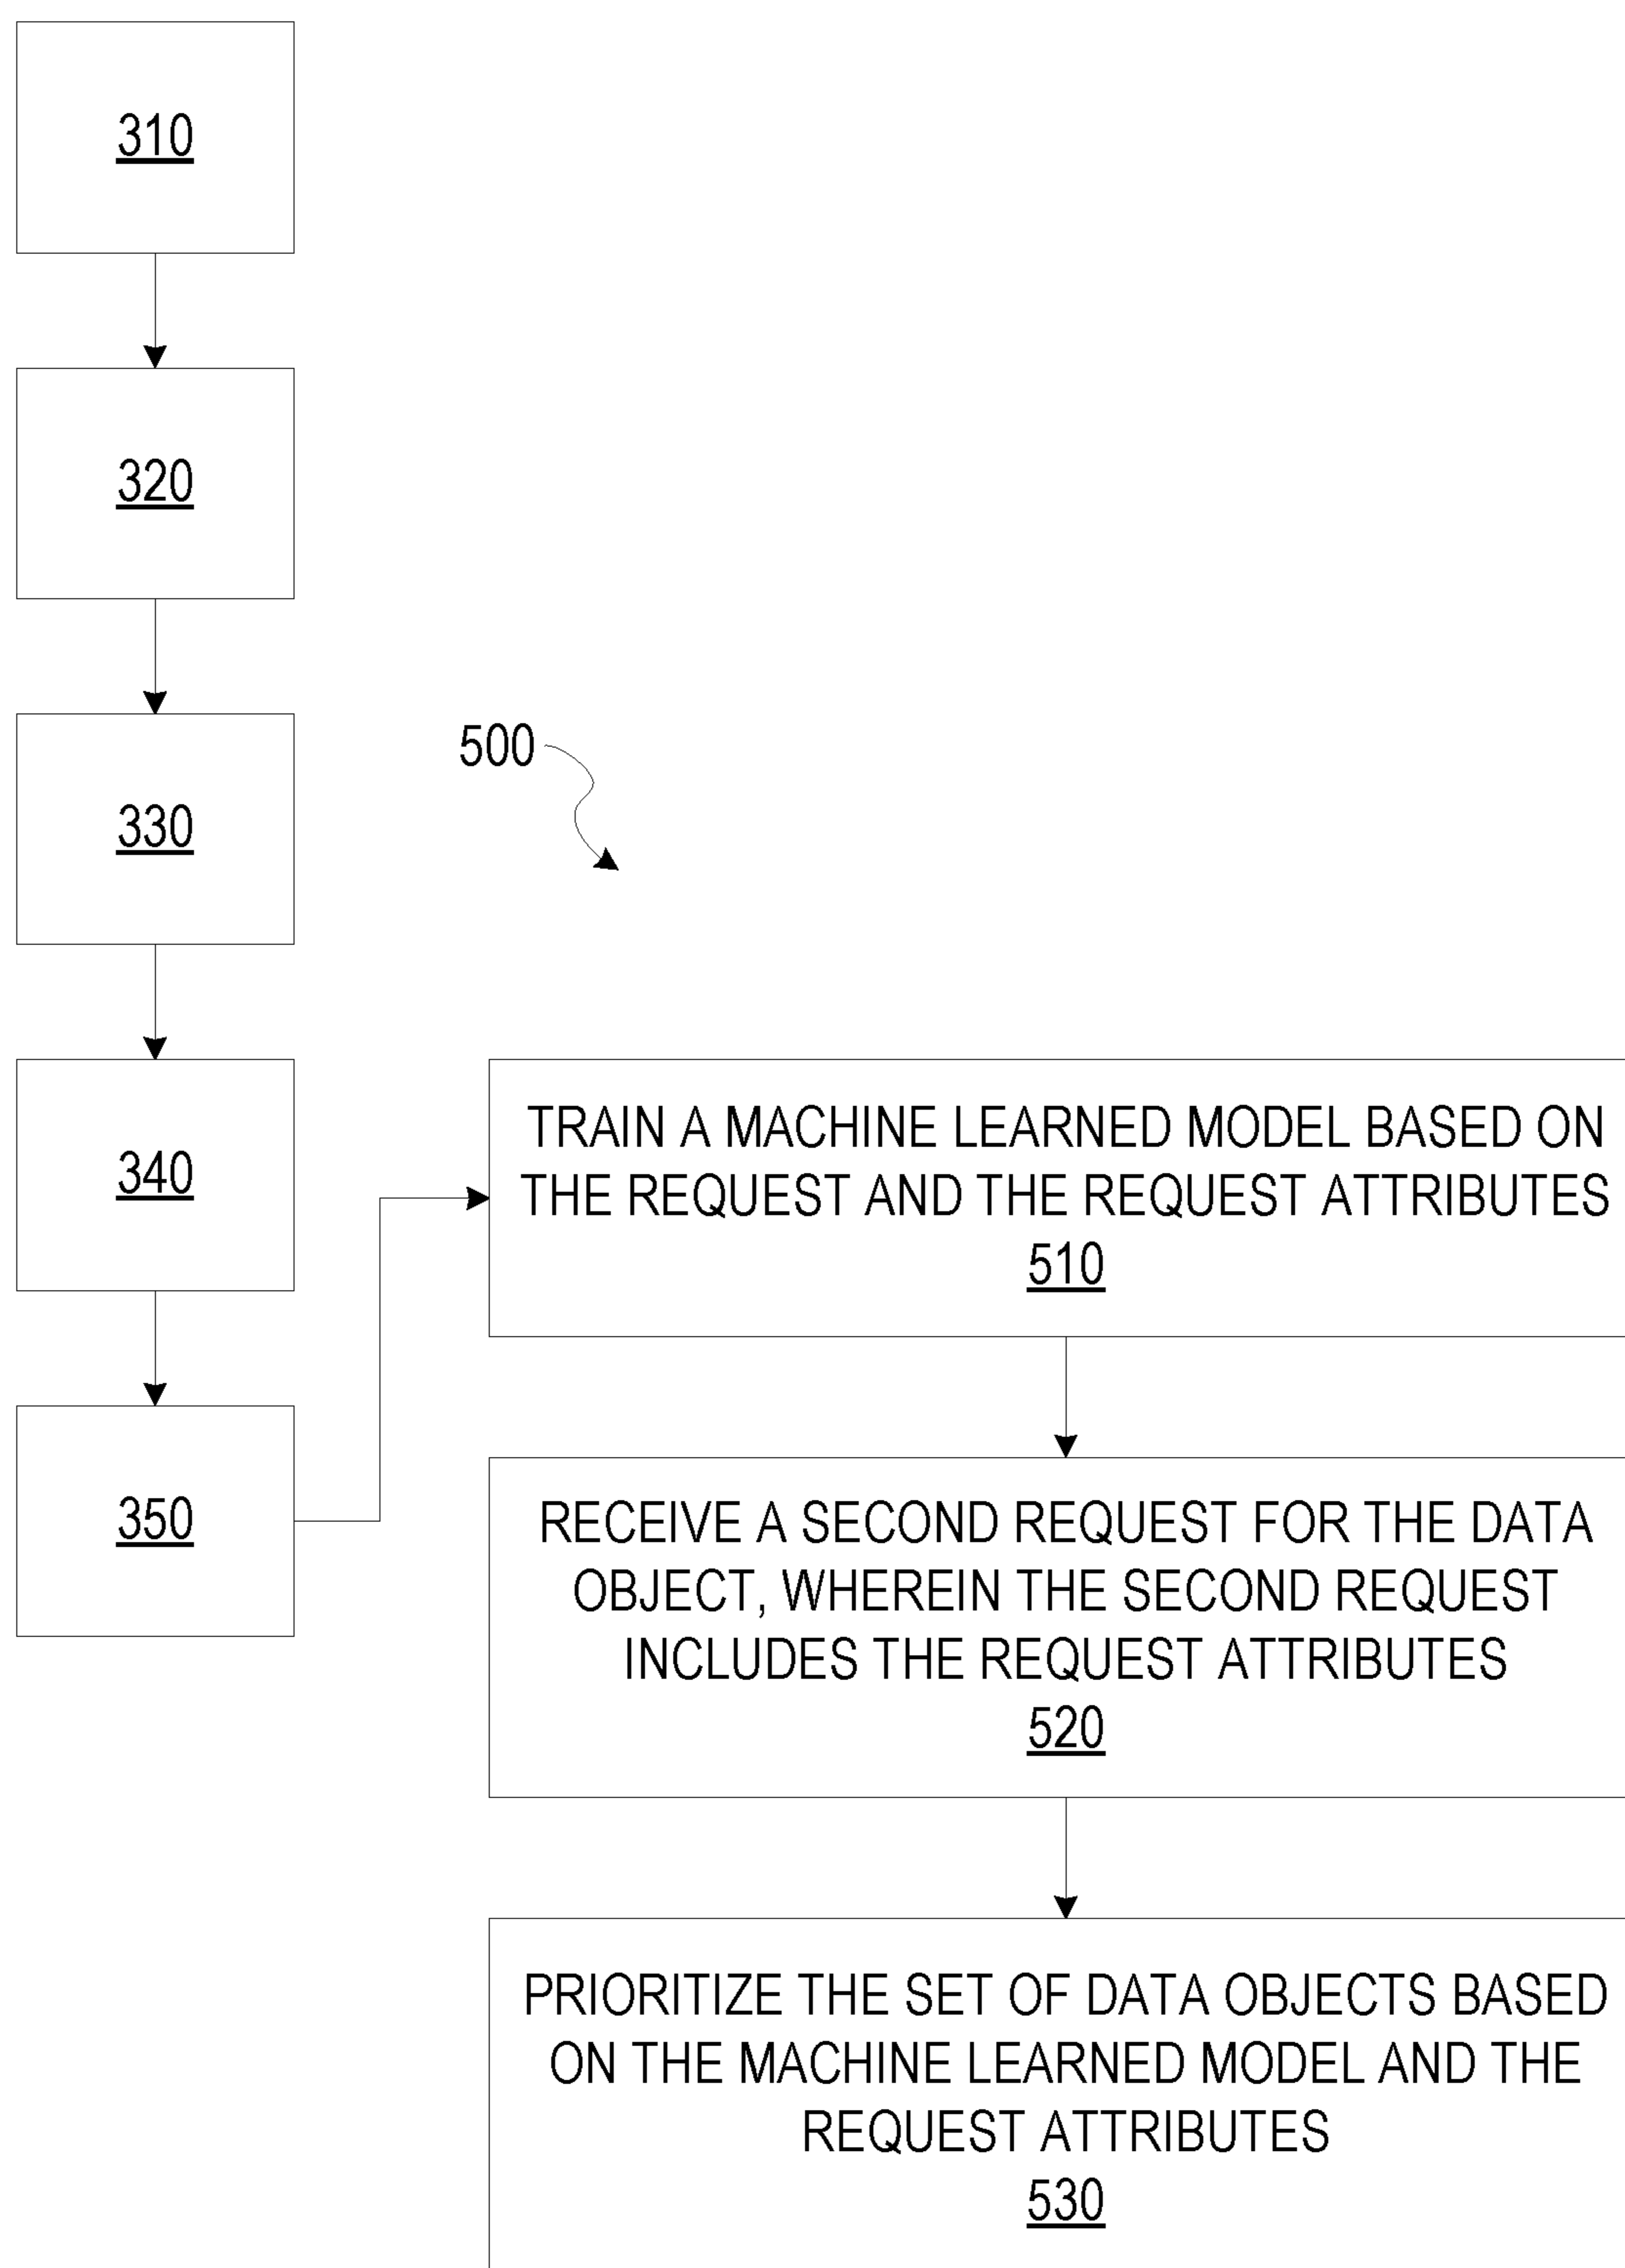 310
320
330
500
340
350
TRAIN A MACHINE LEARNED MODEL BASED ON
THE REQUEST AND THE REQUEST ATTRIBUTES
510
RECEIVE A SECOND REQUEST FOR THE DATA
OBJECT, WHEREIN THE SECOND REQUEST
INCLUDES THE REQUEST ATTRIBUTES
520
PRIORITIZE THE SET OF DATA OBJECTS BASED
ON THE MACHINE LEARNED MODEL AND THE
REQUEST ATTRIBUTES
530